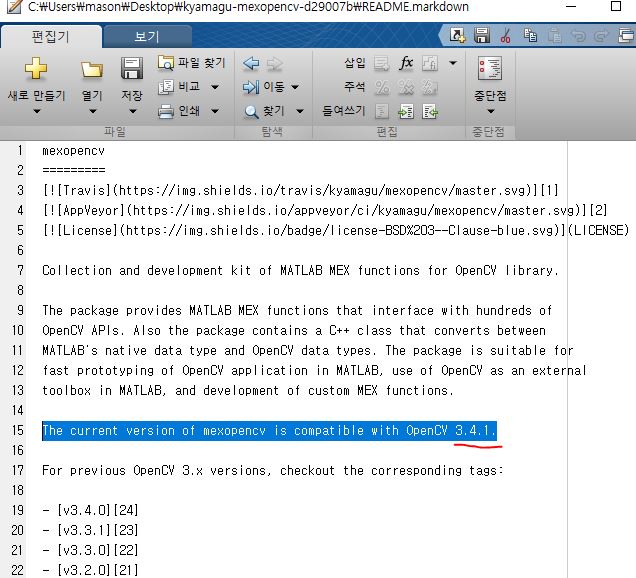 C:₩Users₩mason₩Desktop₩kyamagu-mexopencv-d29007b₩README.markdown
편집기 보기
새로 만들기 열기 저장 파일 찾기 비교 인쇄 이동 찾기 삽입 fx 주석 들여쓰기 중단점
파일 탐색 편집 중단점
1 mexopencv
2 =========
3 [![Travis](https://img.shields.io/travis/kyamagu/mexopencv/master.svg)][1]
4 [![AppVeyor](https://img.shields.io/appveyor/ci/kyamagu/mexopencv/master.svg)][2]
5 [![License](https://img.shields.io/badge/license-BSD%203--Clause-blue.svg)](LICENSE)
6
7 Collection and development kit of MATLAB MEX functions for OpenCV library.
8
9 The package provides MATLAB MEX functions that interface with hundreds of
10 OpenCV APIs. Also the package contains a C++ class that converts between
11 MATLAB's native data type and OpenCV data types. The package is suitable for
12 fast prototyping of OpenCV application in MATLAB, use of OpenCV as an external
13 toolbox in MATLAB, and development of custom MEX functions.
14
15 The current version of mexopencv is compatible with OpenCV 3.4.1.
16
17 For previous OpenCV 3.x versions, checkout the corresponding tags:
18
19 - [v3.4.0][24]
20 - [v3.3.1][23]
21 - [v3.3.0][22]
22 - [v3.2.0][21]